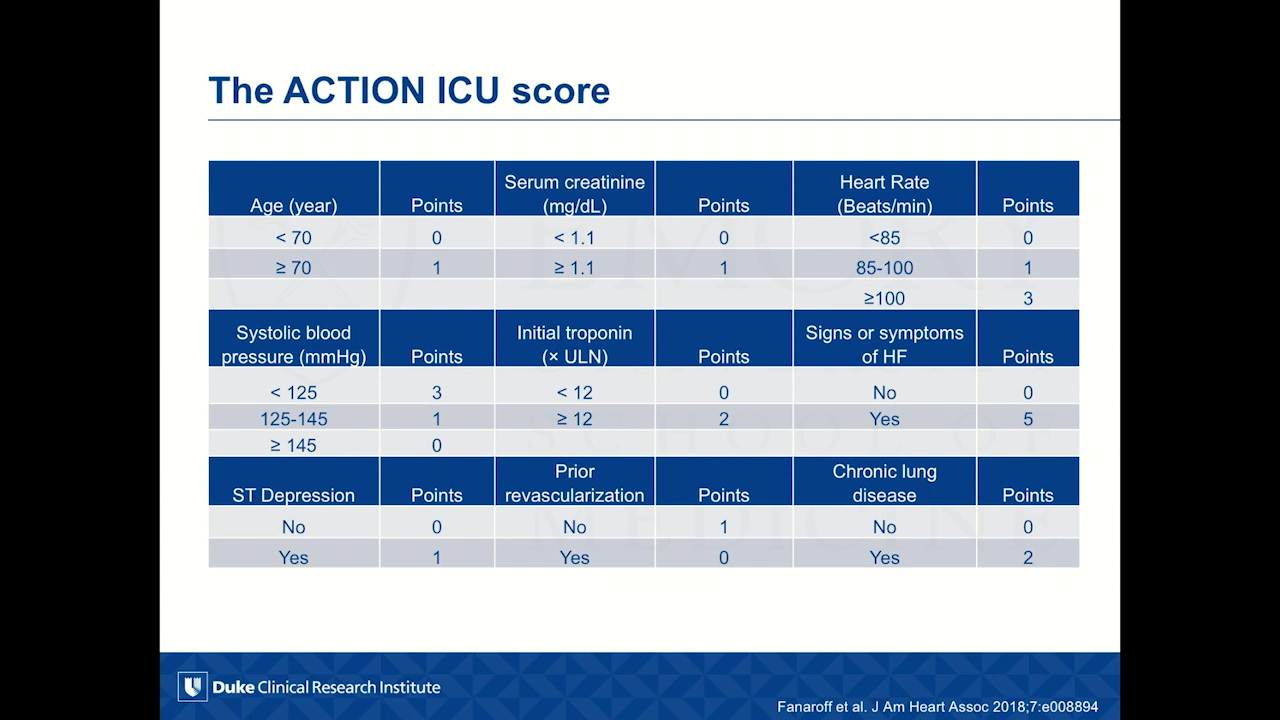 The ACTION ICU score
Age (year) Points Serum creatinine (mg/dL) Points Heart Rate (Beats/min) Points
< 70 0 < 1.1 0 <85 0
≥ 70 1 ≥ 1.1 1 85-100 1
≥100 3
Systolic blood pressure (mmHg) Points Initial troponin (× ULN) Points Signs or symptoms of HF Points
< 125 3 < 12 0 No 0
125-145 1 ≥ 12 2 Yes 5
≥ 145 0
ST Depression Points Prior revascularization Points Chronic lung disease Points
No 0 No 1 No 0
Yes 1 Yes 0 Yes 2
EMORY
SCHOOL OF
MEDICINE
Duke Clinical Research Institute
Fanaroff et al. J Am Heart Assoc 2018;7:e008894